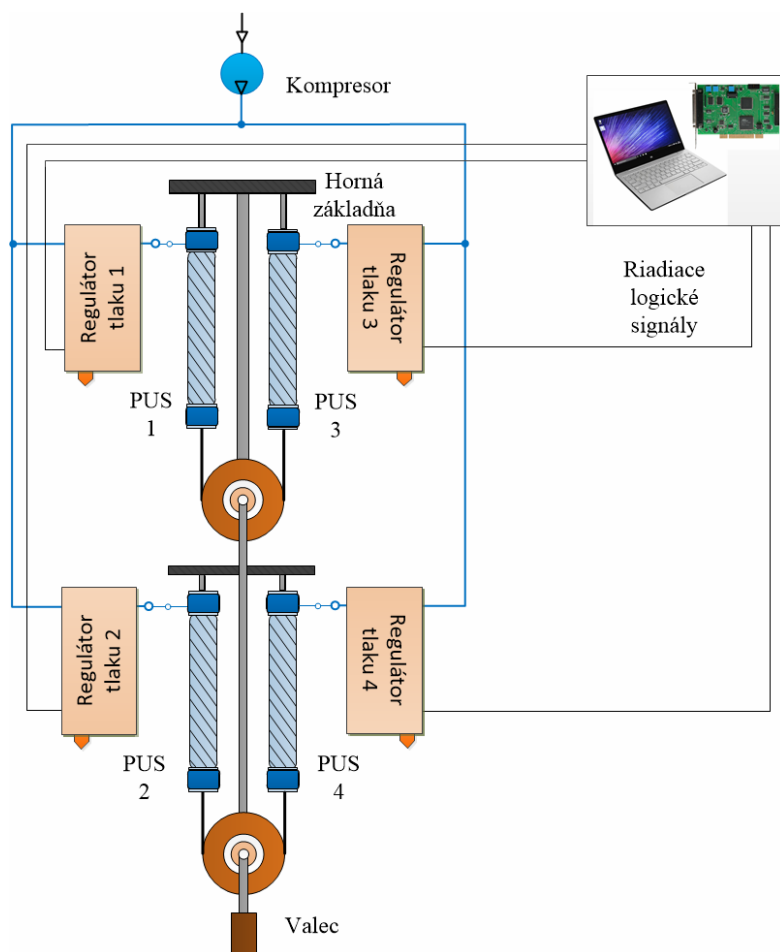 Kompresor
Horná
základňa
Regulátor
tlaku 1
Regulátor
tlaku 3
Riadiace
logické
signály
PUS
1
PUS
3
Regulátor
tlaku 2
Regulátor
tlaku 4
PUS
2
PUS
4
Valec